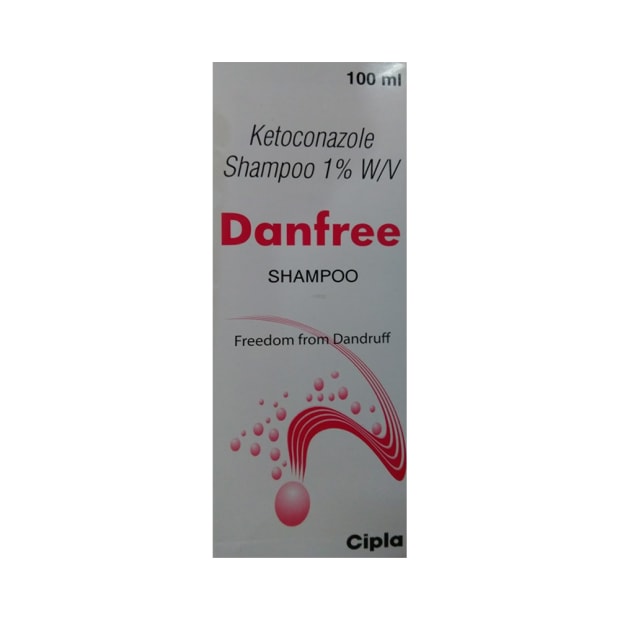 100 ml
Ketoconazole
Shampoo 1% W/V
Danfree
SHAMPOO
Freedom from Dandruff
Cipla